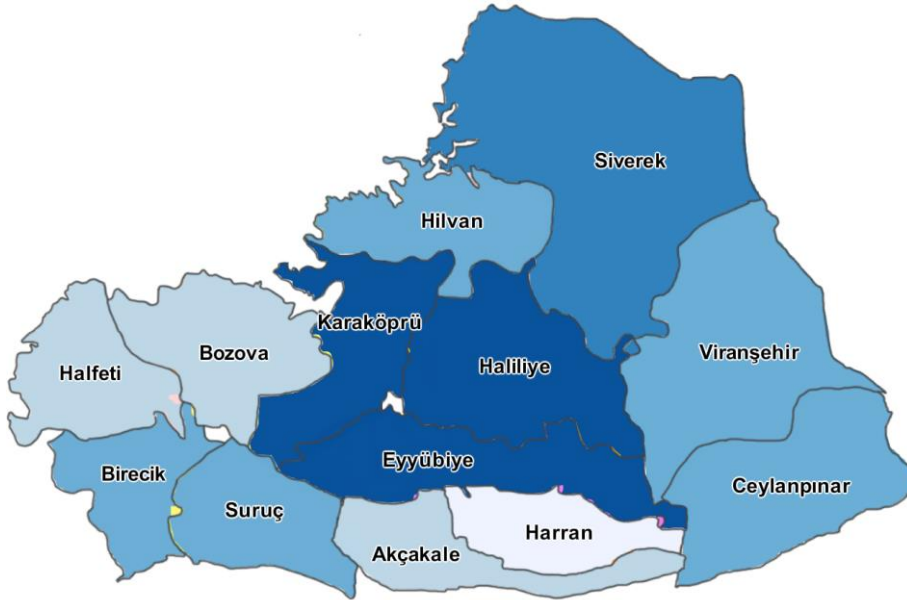 Siverek
Hilvan
Karaköprü
Bozova
Haliliye
Viranşehir
Halfeti
Eyyübiye
Birecik
Ceylanpınar
Suruç
Harran
Akçakale